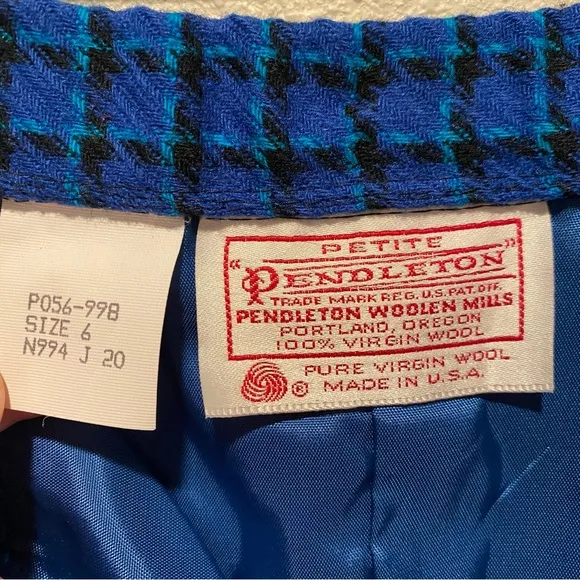 PO56-998
SIZE 6
N994 J 20
PETITE
"PENDLETON"
TRADE MARK REG. U.S. PAT. OFF.
PENDLETON WOOLEN MILLS
PORTLAND, OREGON
100% VIRGIN WOOL
PURE VIRGIN WOOL
® MADE IN U.S.A.